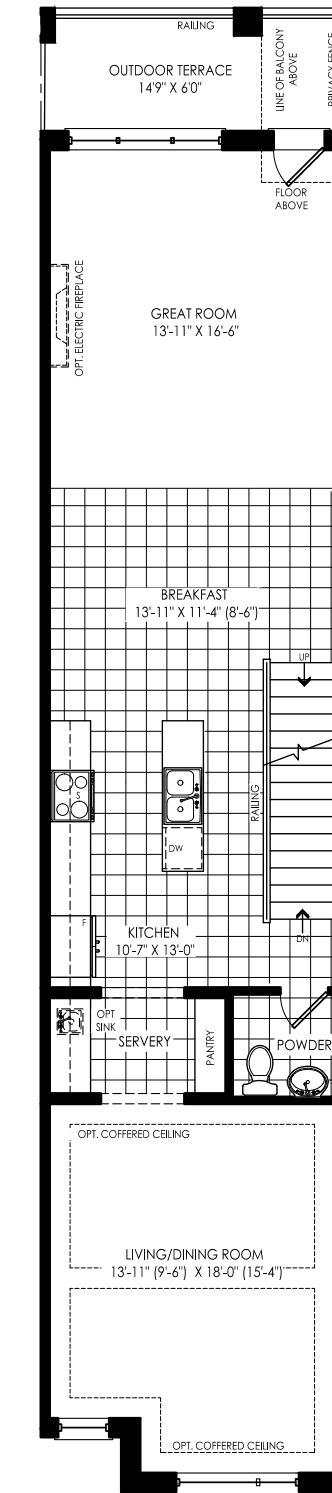 RAILING
OUTDOOR TERRACE
14'9" X 6'0"
LINE OF BALCONY
ABOVE
PRIVACY FENCE
FLOOR
ABOVE
OPT. ELECTRIC FIREPLACE
GREAT ROOM
13'-11" X 16'-6"
BREAKFAST
13'-11" X 11'-4" (8'-6")
UP
S
RAILING
DW
F
KITCHEN
10'-7" X 13'-0"
DN
OPT
SINK
SERVERY
PANTRY
POWDER
OPT. COFFERED CEILING
LIVING/DINING ROOM
13'-11" (9'-6") X 18'-0" (15'-4")
OPT. COFFERED CEILING